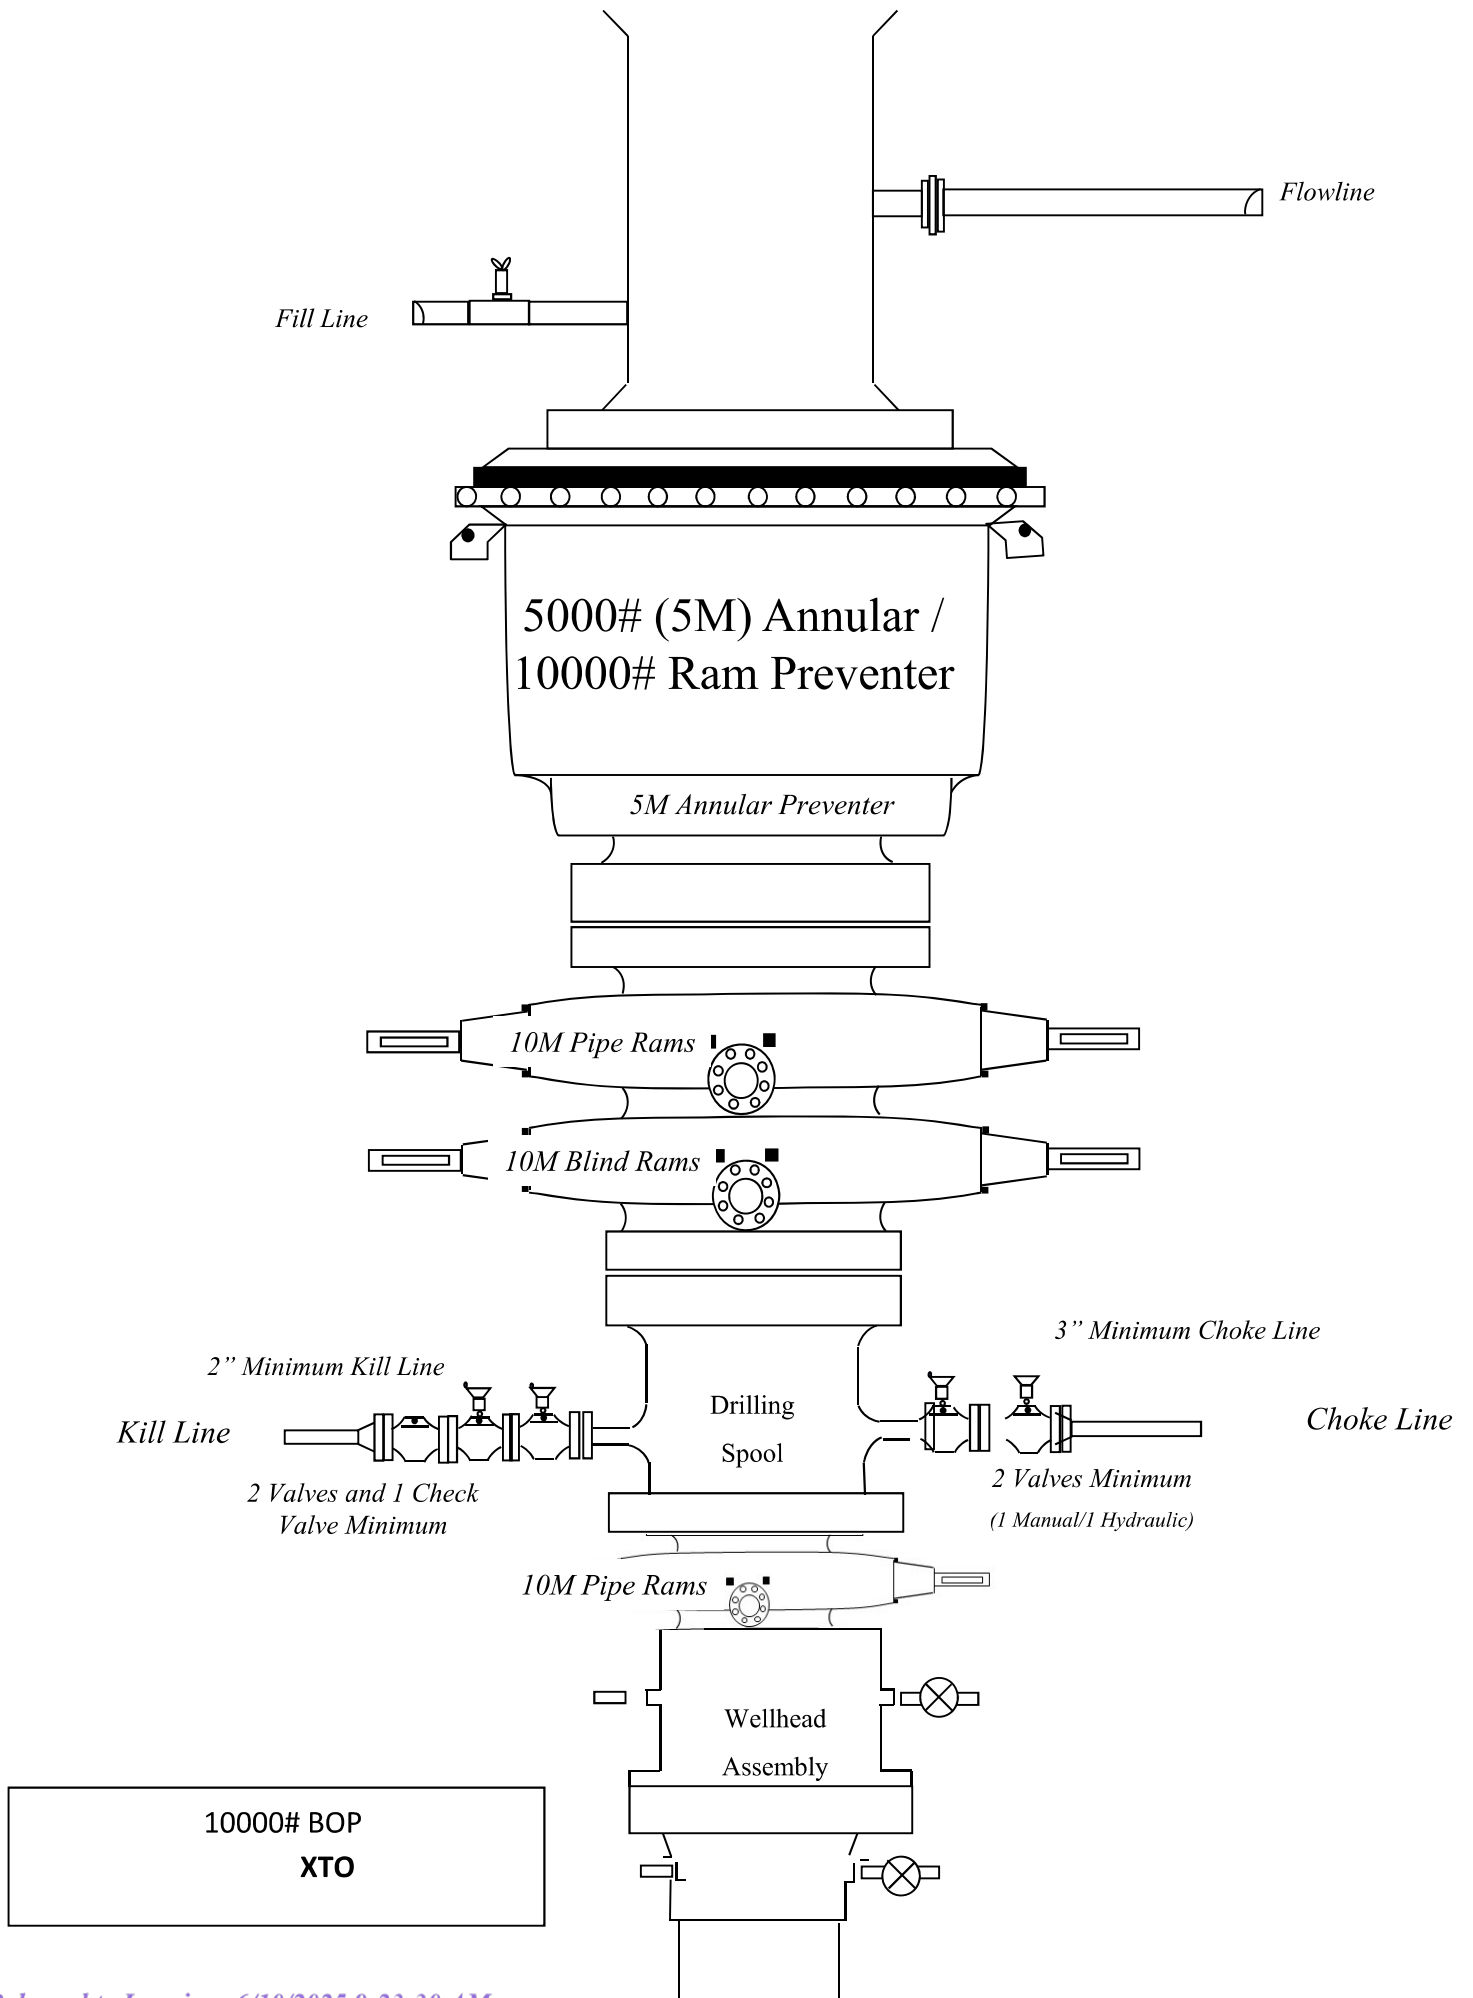 Flowline
Fill Line
5000# (5M) Annular /
10000# Ram Preventer
5M Annular Preventer
10M Pipe Rams
10M Blind Rams
3” Minimum Choke Line
2” Minimum Kill Line
Drilling
Spool
Kill Line
Choke Line
2 Valves and 1 Check
Valve Minimum
2 Valves Minimum
(1 Manual/1 Hydraulic)
10M Pipe Rams
Wellhead
Assembly
10000# BOP
XTO